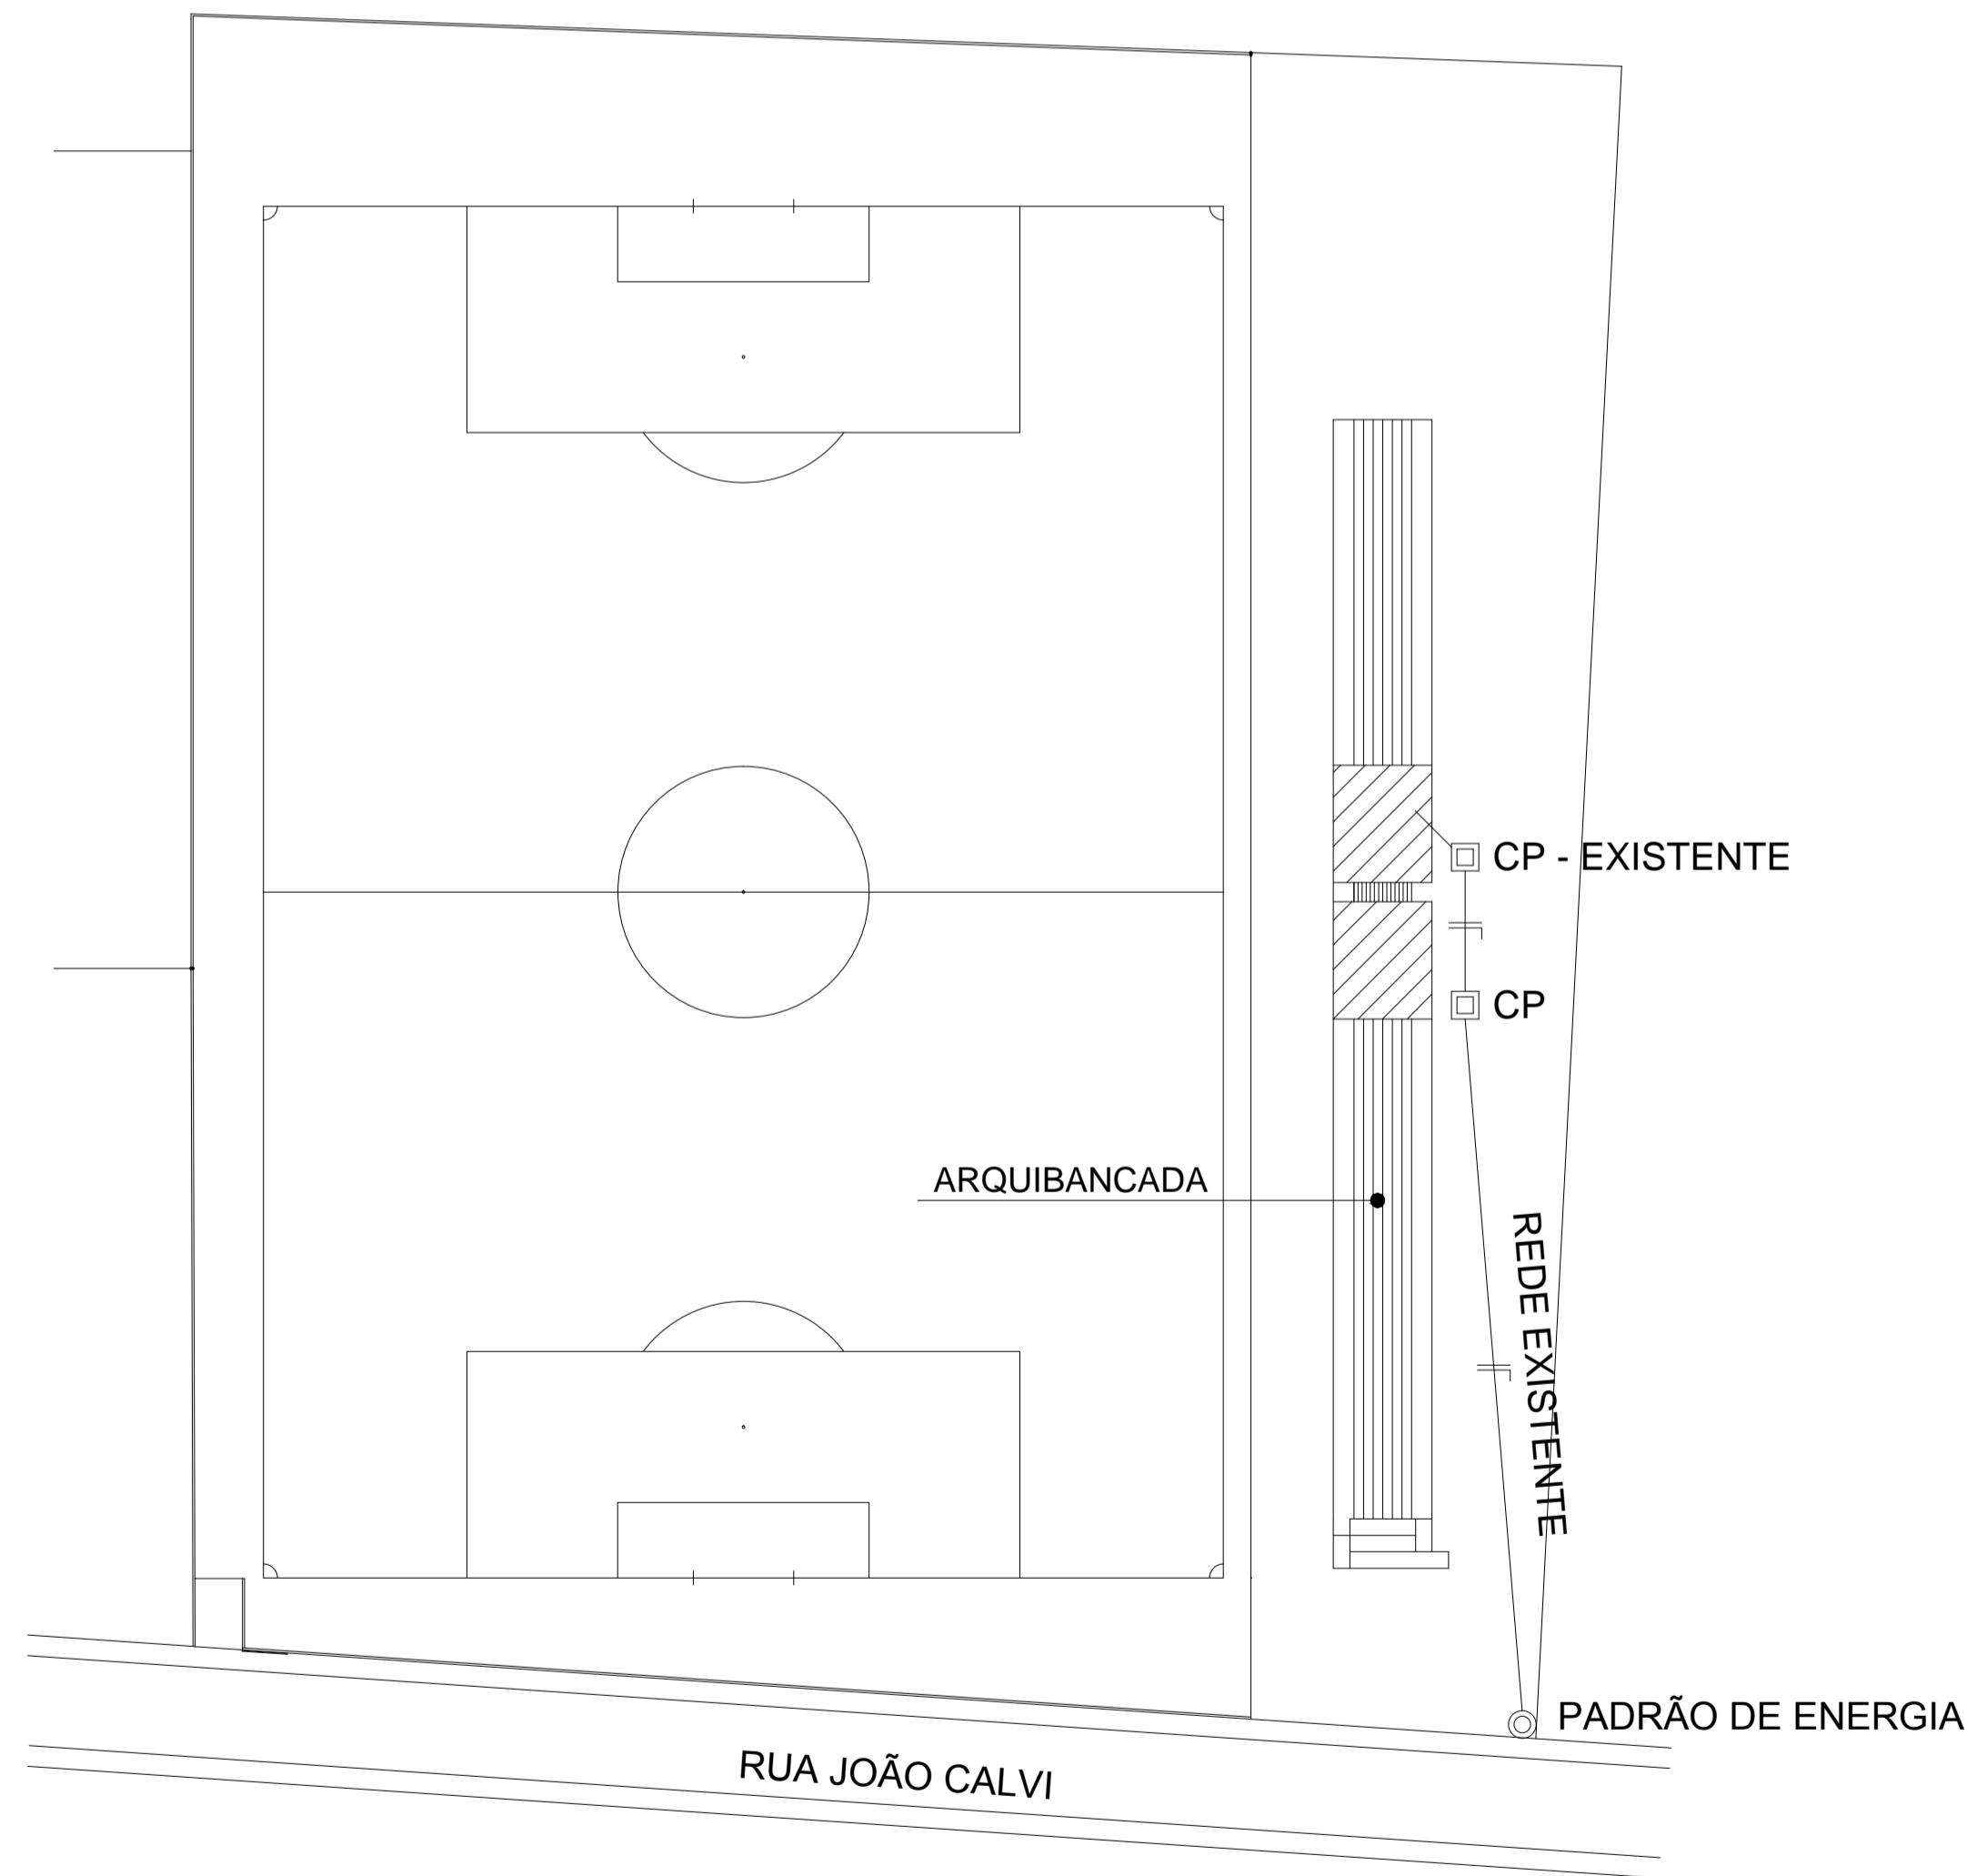 CP - EXISTENTE
CP
ARQUIBANCADA
REDE EXISTENTE
PADRÃO DE ENERGIA
RUA JOÃO CALVI